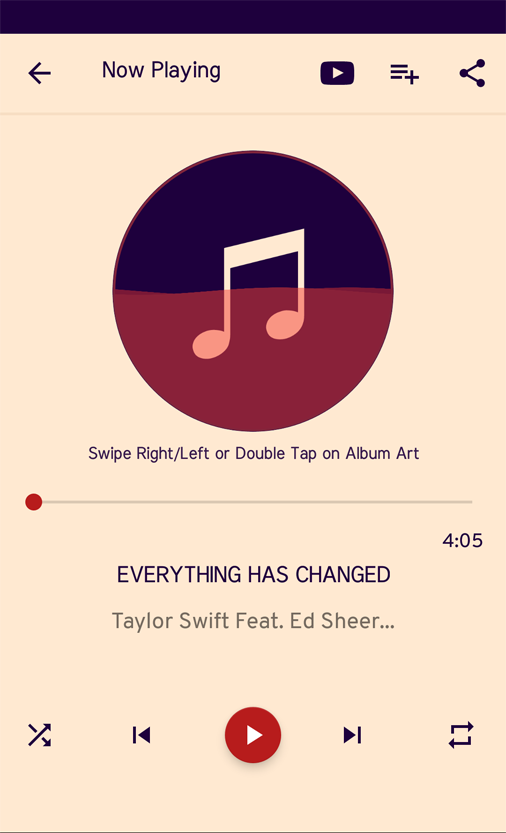 Now Playing
Swipe Right/Left or Double Tap on Album Art
4:05
EVERYTHING HAS CHANGED
Taylor Swift Feat. Ed Sheer...